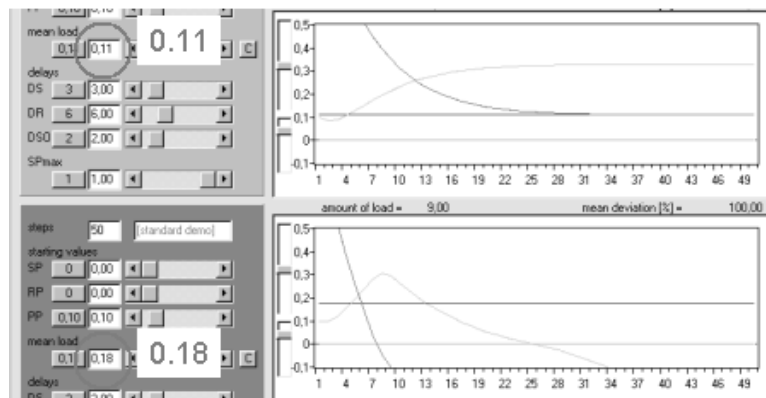 mean load
0,1 0,11 0.11 C
delays
DS 3 3,00
DR 6 6,00
DSO 2 2,00
SPmax
1 1,00
0,5
0,4
0,3
0,2
0,1
0
-0,1
1 4 7 10 13 16 19 22 25 28 31 34 37 40 43 46 49
amount of load = 9,00 mean deviation [%] = 100,00
steps 50 [standard demo]
starting values
SP 0 0,00
RP 0 0,00
PP 0,10 0,10
mean load
0,1 0,18 0.18 C
delays
0,5
0,4
0,3
0,2
0,1
0
-0,1
1 4 7 10 13 16 19 22 25 28 31 34 37 40 43 46 49